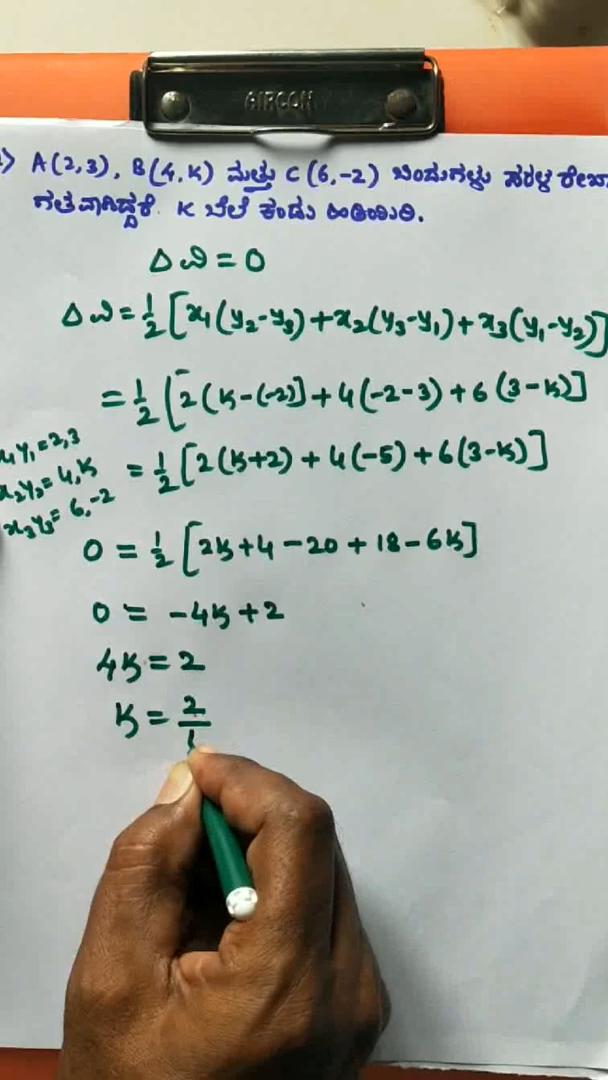 AIRCON
) A(2,3), B(4,K) ಮತ್ತು C(6,-2) ಬಿಂದುಗಳು ಸರಳ ರೇಖಾ
ಗತವಾಗಿದ್ದರೆ K ಬೆಲೆ ಕಂಡು ಹಿಡಿಯಿರಿ.
Δ ವಿ = 0
Δ ವಿ = 1/2 [x₁(y₂-y₃)+x₂(y₃-y₁)+x₃(y₁-y₂)]
= 1/2 [2(K-(-2)]+4(-2-3)+6(3-K)]
x₁y₁=2,3
x₂y₂=4,K
x₃y₃=6,-2
= 1/2 [2(K+2)+4(-5)+6(3-K)]
0 = 1/2 [2K+4-20+18-6K]
0 = -4K+2
4K=2
K = 2/